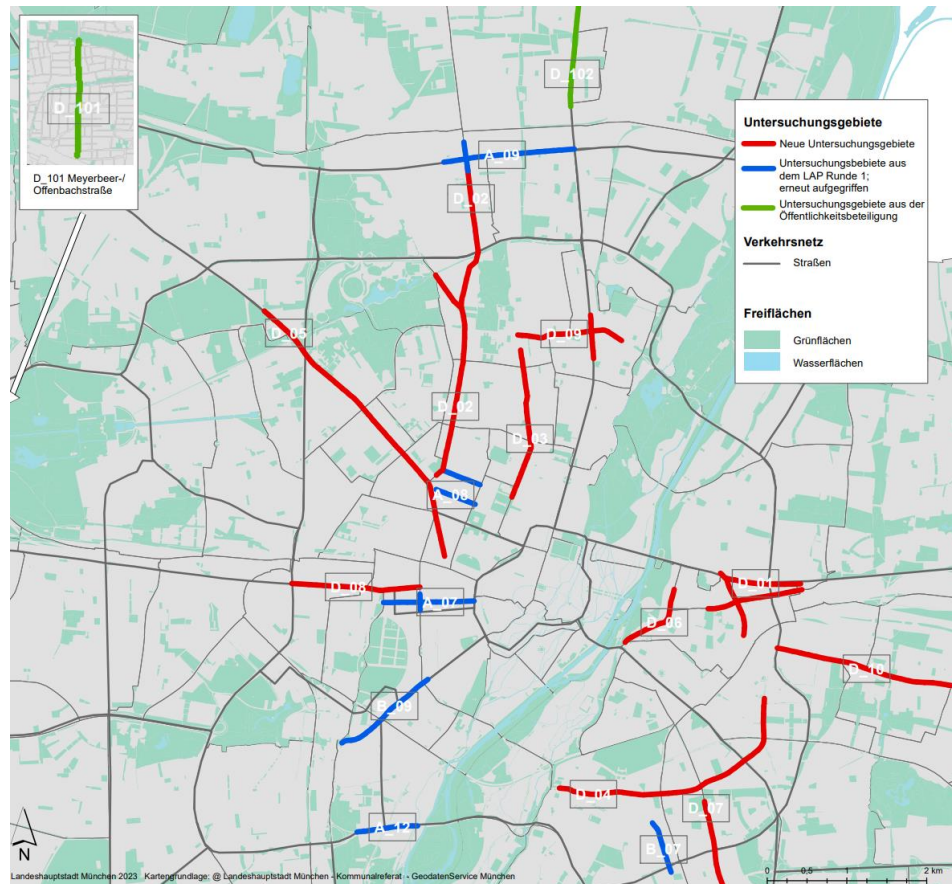 D_101
D_101 Meyerbeer-/
Offenbachstraße
D_102
A_09
D_02
D_05
D_09
D_02
D_03
A_08
D_08
A_07
D_01
D_06
D_10
B_09
D_04
D_07
A_12
B_07
Untersuchungsgebiete
Neue Untersuchungsgebiete
Untersuchungsbebiete aus
dem LAP Runde 1;
erneut aufgegriffen
Untersuchungsgebiete aus der
Öffentlichkeitsbeteiligung
Verkehrsnetz
Straßen
Freiflächen
Grünflächen
Wasserflächen
N
Landeshauptstadt München 2023 Kartengrundlage: @ Landeshauptstadt München - Kommunalreferat - GeodatenService München
0 0,5 1 2 km